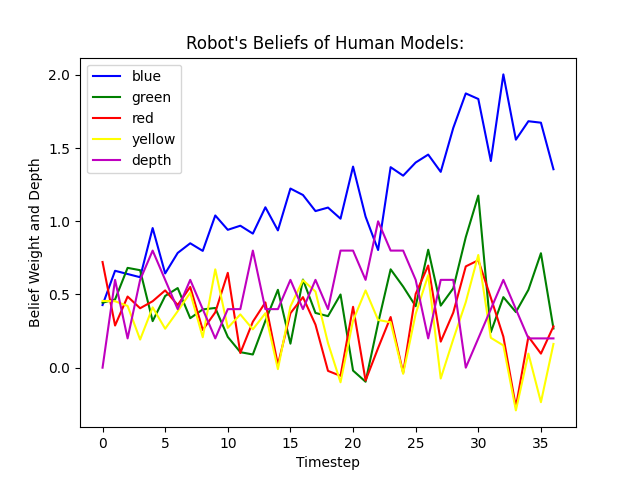 Robot's Beliefs of Human Models:
blue
green
red
yellow
depth
Belief Weight and Depth
2.0
1.5
1.0
0.5
0.0
0 5 10 15 20 25 30 35
Timestep